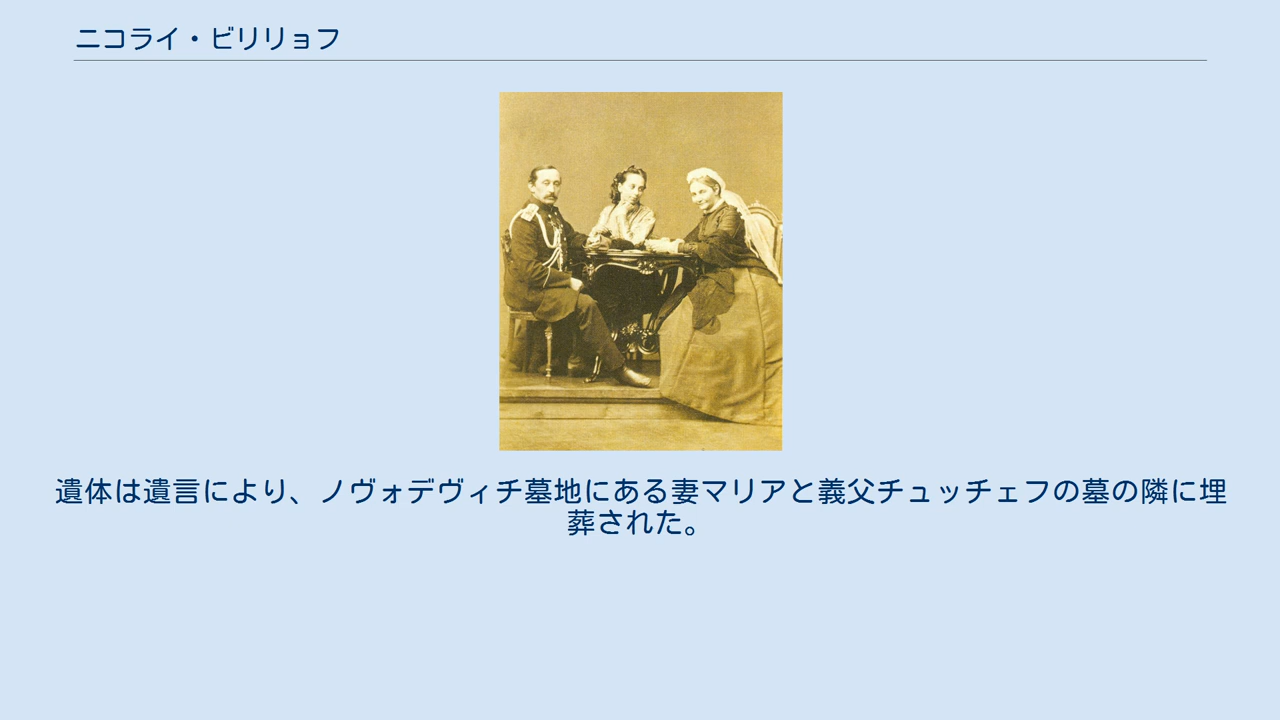 ニコライ・ビリリョフ
遺体は遺言により、ノヴォデヴィチ墓地にある妻マリアと義父チュッチェフの墓の隣に埋
葬された。